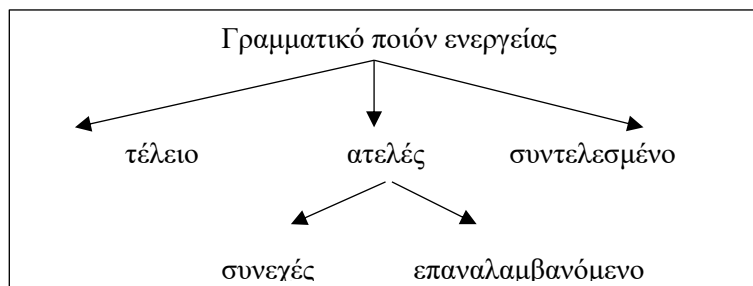 Γραμματικό ποιόν ενεργείας
τέλειο ατελές συντελεσμένο
συνεχές επαναλαμβανόμενο